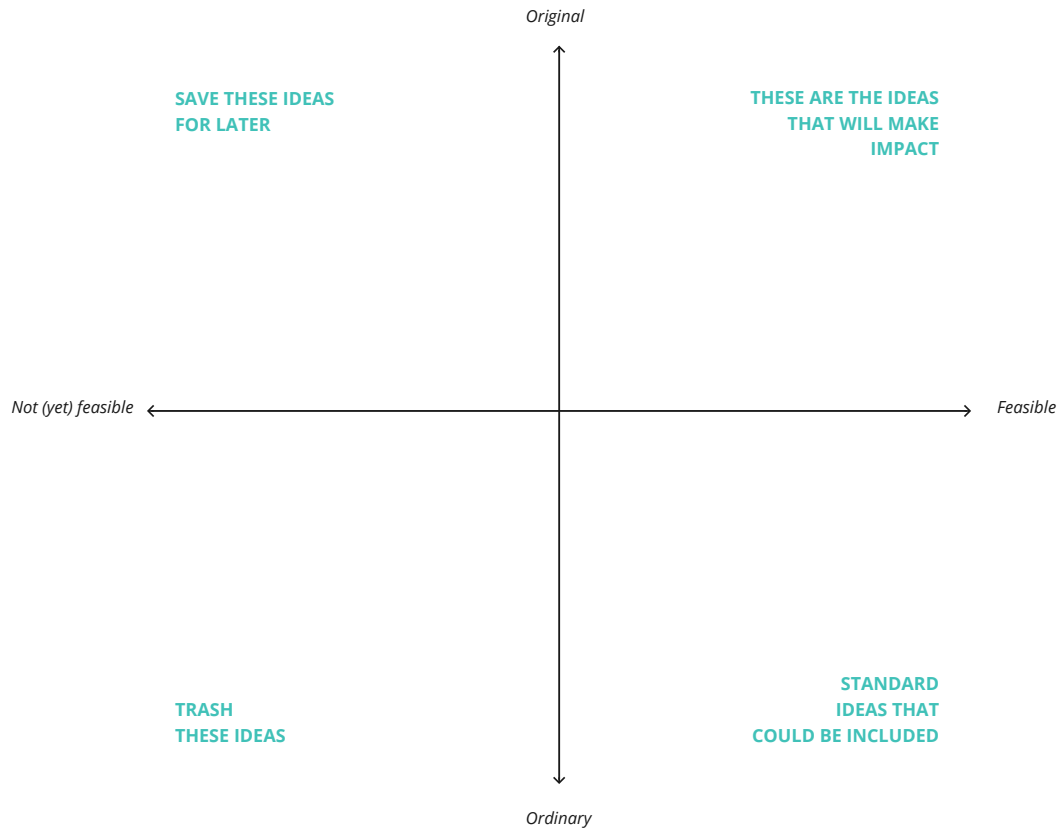 Original
SAVE THESE IDEAS
FOR LATER
THESE ARE THE IDEAS
THAT WILL MAKE
IMPACT
Not (yet) feasible
Feasible
TRASH
THESE IDEAS
STANDARD
IDEAS THAT
COULD BE INCLUDED
Ordinary